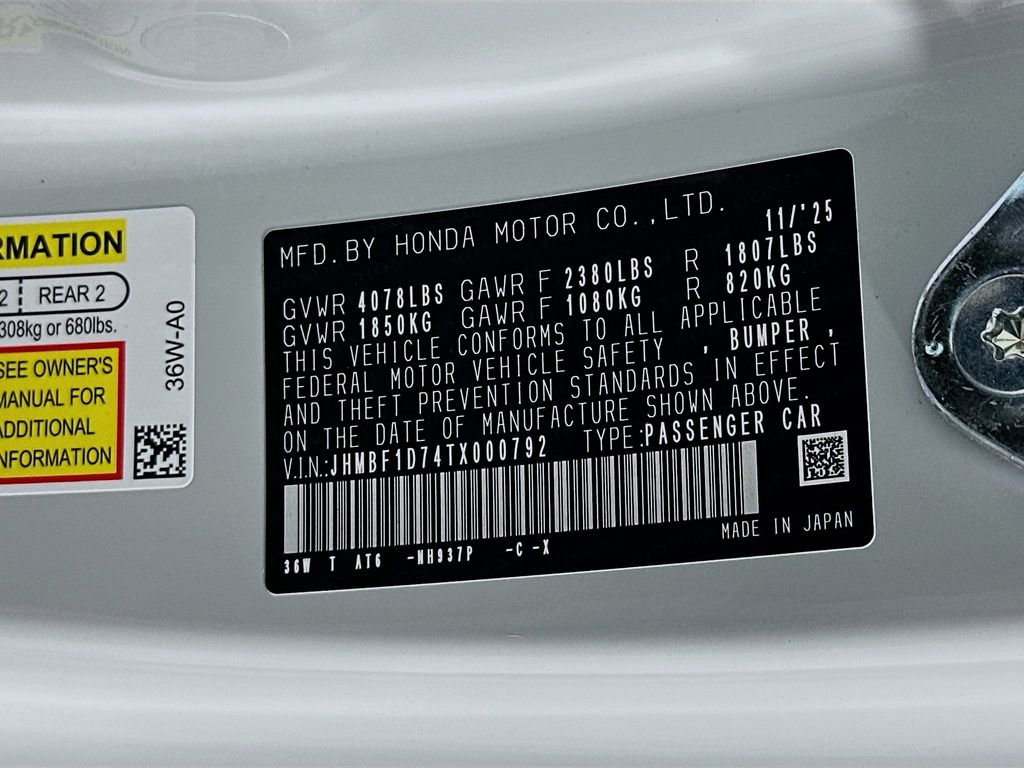 RMATION
2 REAR 2
308kg or 680lbs.
SEE OWNER'S
MANUAL FOR
ADDITIONAL
INFORMATION
36W-A0
MFD. BY HONDA MOTOR CO., LTD. 11/'25
GVWR 4078LBS GAWR F 2380LBS R 1807LBS
GVWR 1850KG GAWR F 1080KG R 820KG
THIS VEHICLE CONFORMS TO ALL APPLICABLE
FEDERAL MOTOR VEHICLE SAFETY , BUMPER ,
AND THEFT PREVENTION STANDARDS IN EFFECT
ON THE DATE OF MANUFACTURE SHOWN ABOVE.
V.I.N.:JHMBF1D74TX000792 TYPE:PASSENGER CAR
MADE IN JAPAN
36W T AT6 -NH937P -C -X